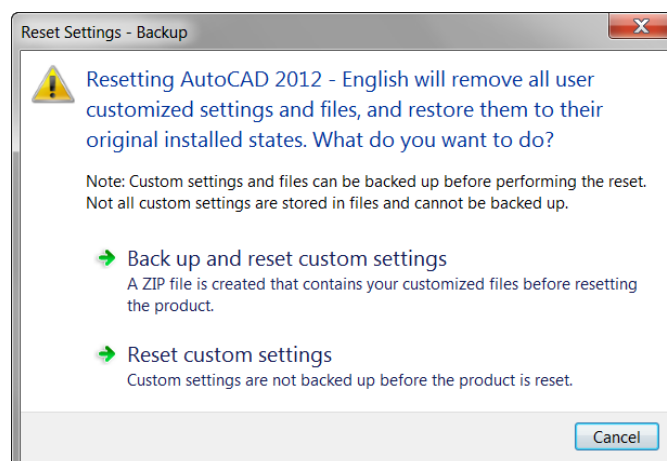 Reset Settings - Backup
Resetting AutoCAD 2012 - English will remove all user
customized settings and files, and restore them to their
original installed states. What do you want to do?
Note: Custom settings and files can be backed up before performing the reset.
Not all custom settings are stored in files and cannot be backed up.
Back up and reset custom settings
A ZIP file is created that contains your customized files before resetting
the product.
Reset custom settings
Custom settings are not backed up before the product is reset.
Cancel